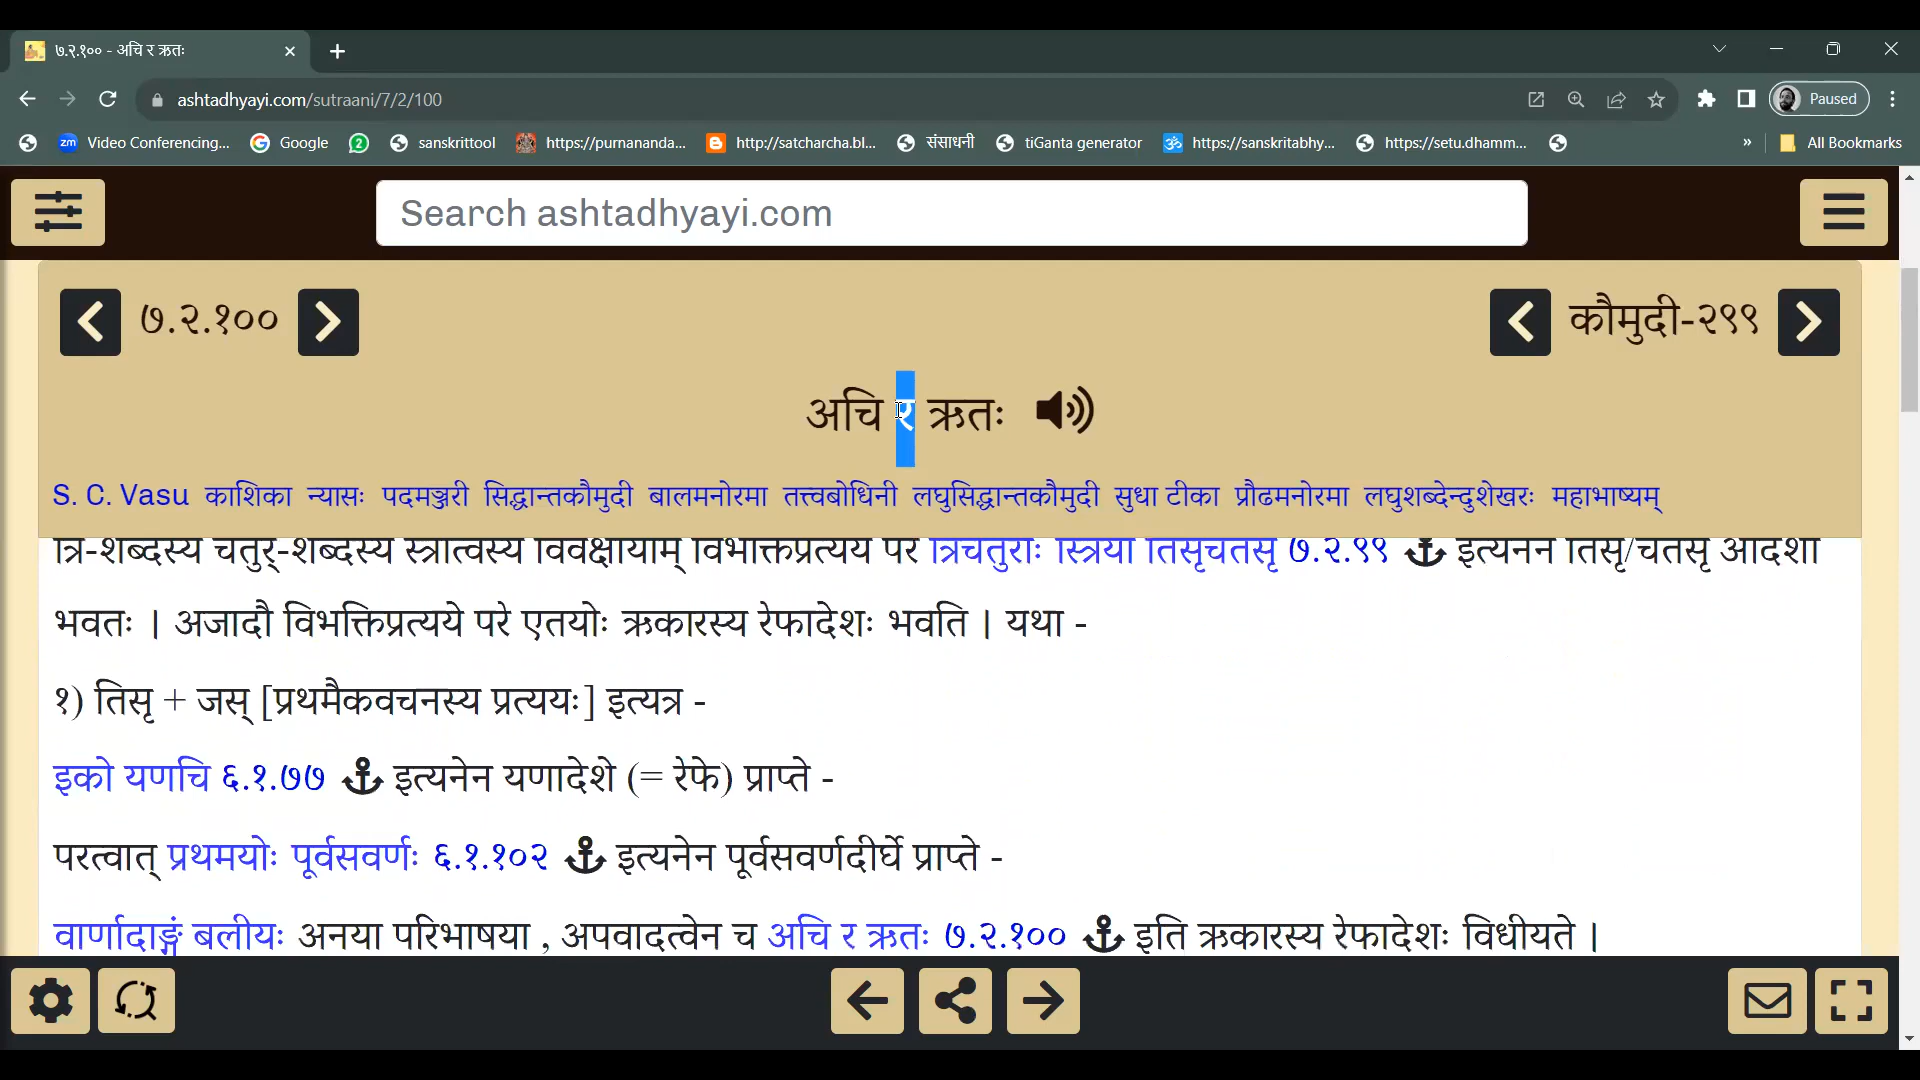 ७.२.१०० - अचि र ऋतः
ashtadhyayi.com/sutraani/7/2/100
Paused
zm Video Conferencing... Google 2 sanskrittool https://purnananda... http://satcharcha.bl... संसाधनी tiGanta generator ॐ https://sanskritabhy... https://setu.dhamm... » All Bookmarks
Search ashtadhyayi.com
७.२.१०० कौमुदी-२९९
अचि र ऋतः
S. C. Vasu काशिका न्यासः पदमञ्जरी सिद्धान्तकौमुदी बालमनोरमा तत्त्वबोधिनी लघुसिद्धान्तकौमुदी सुधा टीका प्रौढमनोरमा लघुशब्देन्दुशेखरः महाभाष्यम्
त्रि-शब्दस्य चतुर्-शब्दस्य स्त्रीत्वस्य विवक्षायाम् विभक्तिप्रत्यये परे त्रिचतुरोः स्त्रियां तिसृचतसृ ७.२.९९ इत्यनेन तिसृ/चतसृ आदेशौ
भवतः । अजादौ विभक्तिप्रत्यये परे एतयोः ऋकारस्य रेफादेशः भवति । यथा -
१) तिसृ + जस् [प्रथमैकवचनस्य प्रत्ययः] इत्यत्र -
इको यणचि ६.१.७७ इत्यनेन यणादेशे (= रेफे) प्राप्ते -
परत्वात् प्रथमयोः पूर्वसवर्णः ६.१.१०२ इत्यनेन पूर्वसवर्णदीर्घे प्राप्ते -
वार्णादाङ्गं बलीयः अनया परिभाषया , अपवादत्वेन च अचि र ऋतः ७.२.१०० इति ऋकारस्य रेफादेशः विधीयते ।